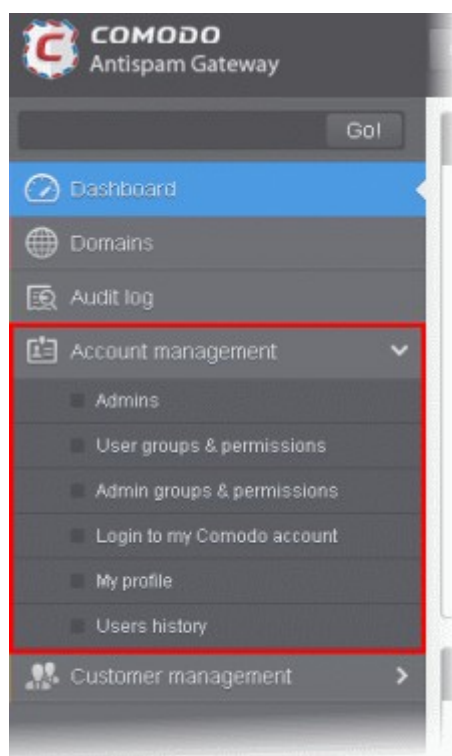 COMODO
Antispam Gateway
Go!
Dashboard
Domains
Audit log
Account management
Admins
User groups & permissions
Admin groups & permissions
Login to my Comodo account
My profile
Users history
Customer management